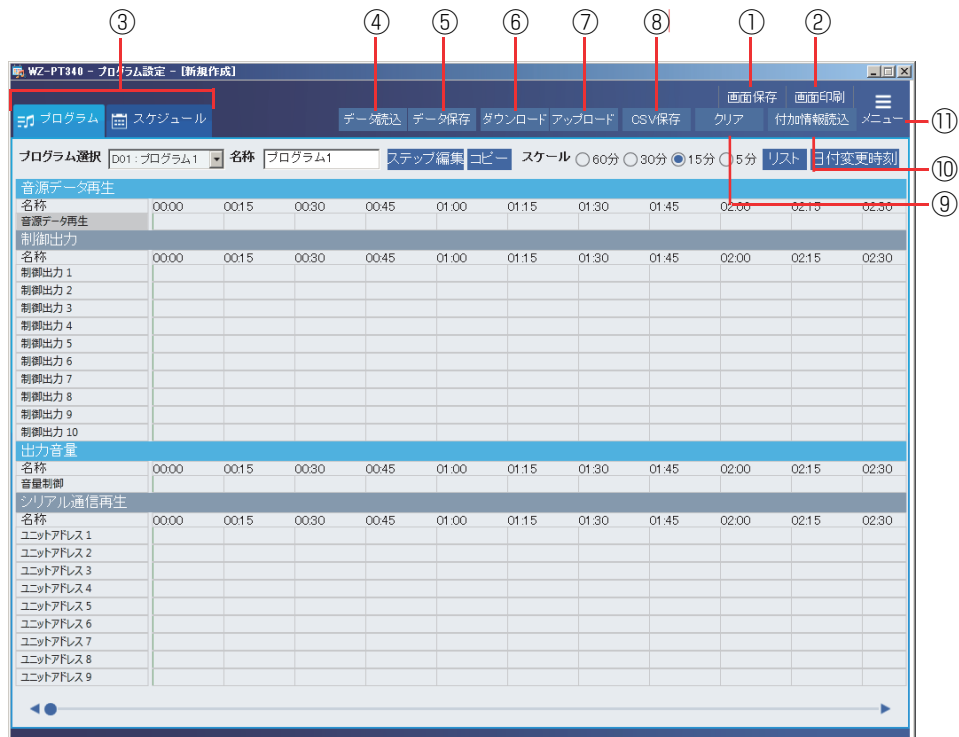 ③ ④ ⑤ ⑥ ⑦ ⑧ ① ②
WZ-PT340 - プログラム設定 - [新規作成]
画面保存 画面印刷
プログラム スケジュール データ読込 データ保存 ダウンロード アップロード CSV保存 クリア 付加情報読込 メニュー ⑪
プログラム選択 D01 : プログラム1 名称 プログラム1 ステップ編集 コピー スケール 60分 30分 15分 5分 リスト 日付変更時刻 ⑩
音源データ再生
名称 00:00 00:15 00:30 00:45 01:00 01:15 01:30 01:45 02:00 02:15 02:30 ⑨
音源データ再生
制御出力
名称 00:00 00:15 00:30 00:45 01:00 01:15 01:30 01:45 02:00 02:15 02:30
制御出力 1
制御出力 2
制御出力 3
制御出力 4
制御出力 5
制御出力 6
制御出力 7
制御出力 8
制御出力 9
制御出力 10
出力音量
名称 00:00 00:15 00:30 00:45 01:00 01:15 01:30 01:45 02:00 02:15 02:30
音量制御
シリアル通信再生
名称 00:00 00:15 00:30 00:45 01:00 01:15 01:30 01:45 02:00 02:15 02:30
ユニットアドレス 1
ユニットアドレス 2
ユニットアドレス 3
ユニットアドレス 4
ユニットアドレス 5
ユニットアドレス 6
ユニットアドレス 7
ユニットアドレス 8
ユニットアドレス 9